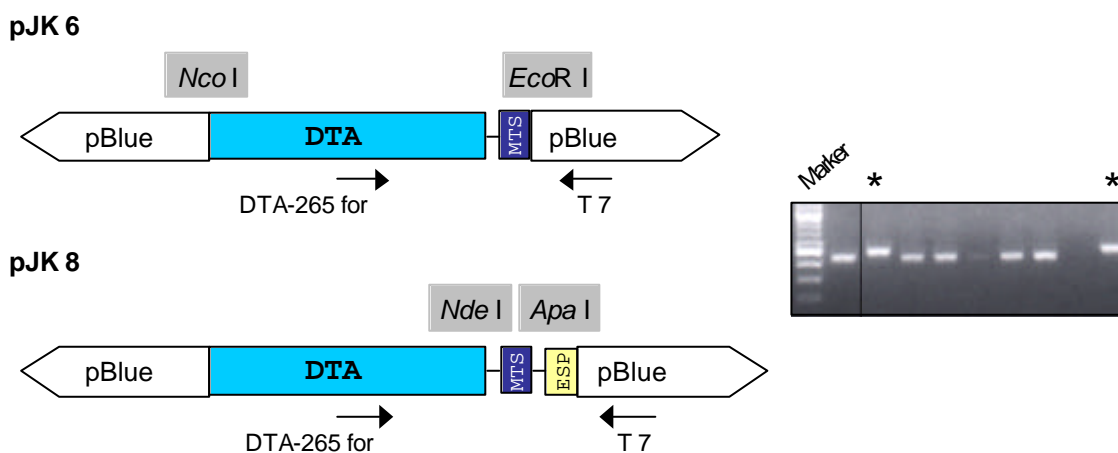 pJK 6
Nco I
EcoR I
pBlue
DTA
MTS
pBlue
DTA-265 for
T 7
Marker
*
*
pJK 8
Nde I
Apa I
pBlue
DTA
MTS
ESP
pBlue
DTA-265 for
T 7